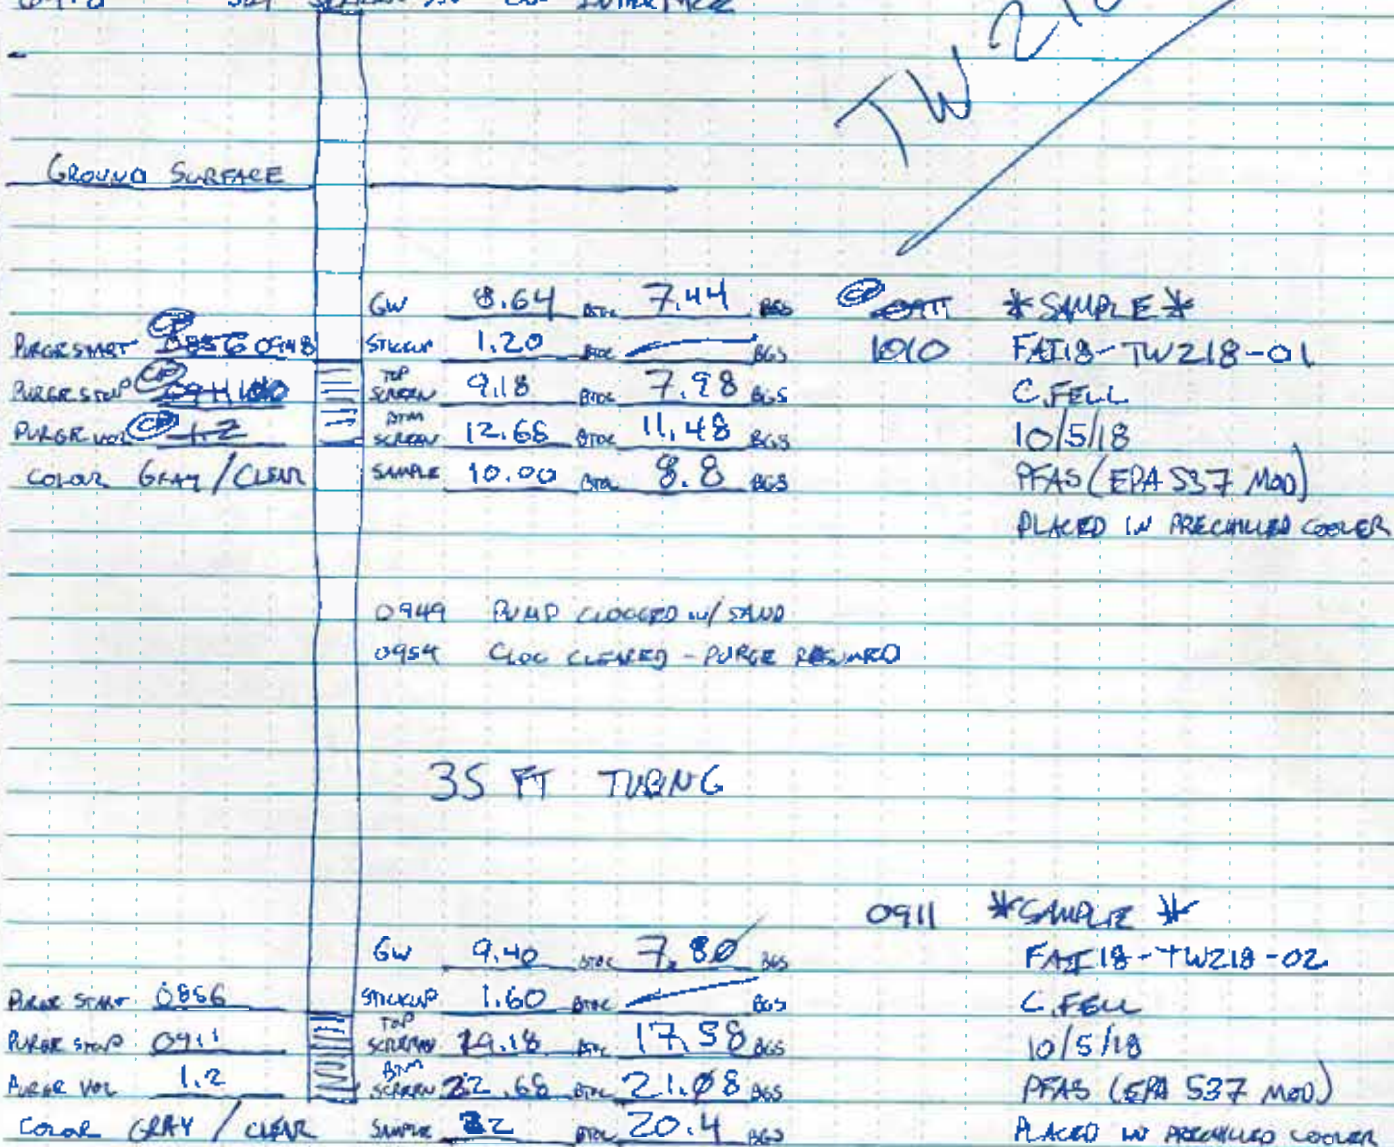 SET SCREEN INTERFACE
TW 218
GROUND SURFACE
GW 8.64 BTOC 7.44 BGS 0911 *SAMPLE*
PURGE START 0856 0948 STICKUP 1.20 BTOC BGS 1010 FAI18-TW218-01
PURGE STOP 0911 1010 TOP SCREEN 9.18 BTOC 7.98 BGS C.FELL
PURGE VOL 1.2 BTM SCREEN 12.68 BTOC 11.48 BGS 10/5/18
COLOR GRAY / CLEAR SAMPLE 10.00 BTOC 8.8 BGS PFAS (EPA 537 MOD)
PLACED IN PRECHILLED COOLER
0949 PUMP CLOGGED w/ SAND
0954 CLOG CLEARED - PURGE RESUMED
35 FT TUBNG
0911 *SAMPLE*
GW 9.40 BTOC 7.80 BGS FAI18-TW218-02
PURGE START 0856 STICKUP 1.60 BTOC BGS C.FELL
PURGE STOP 0911 TOP SCREEN 19.18 BTOC 17.58 BGS 10/5/18
PURGE VOL 1.2 BTM SCREEN 22.68 BTOC 21.08 BGS PFAS (EPA 537 MOD)
COLOR GRAY / CLEAR SAMPLE 22 BTOC 20.4 BGS PLACED IN PRECHILLED COOLER